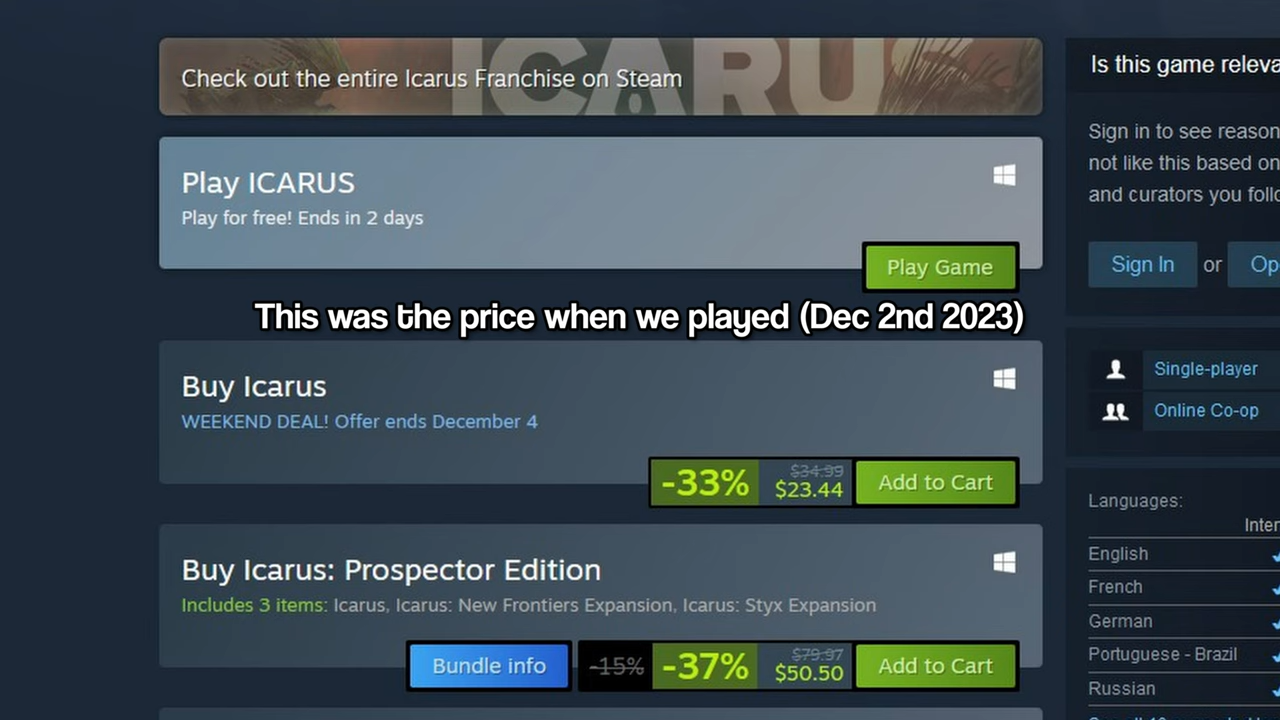 Check out the entire Icarus Franchise on Steam
ICARU
Play ICARUS
Play for free! Ends in 2 days
Play Game
This was the price when we played (Dec 2nd 2023)
Buy Icarus
WEEKEND DEAL! Offer ends December 4
-33%
$34.99
$23.44
Add to Cart
Buy Icarus: Prospector Edition
Includes 3 items: Icarus, Icarus: New Frontiers Expansion, Icarus: Styx Expansion
Bundle info
-15%
-37%
$79.97
$50.50
Add to Cart
Is this game releva
Sign in to see reason
not like this based on
and curators you follo
Sign In or Op
Single-player
Online Co-op
Languages:
Inter
English
French
German
Portuguese - Brazil
Russian